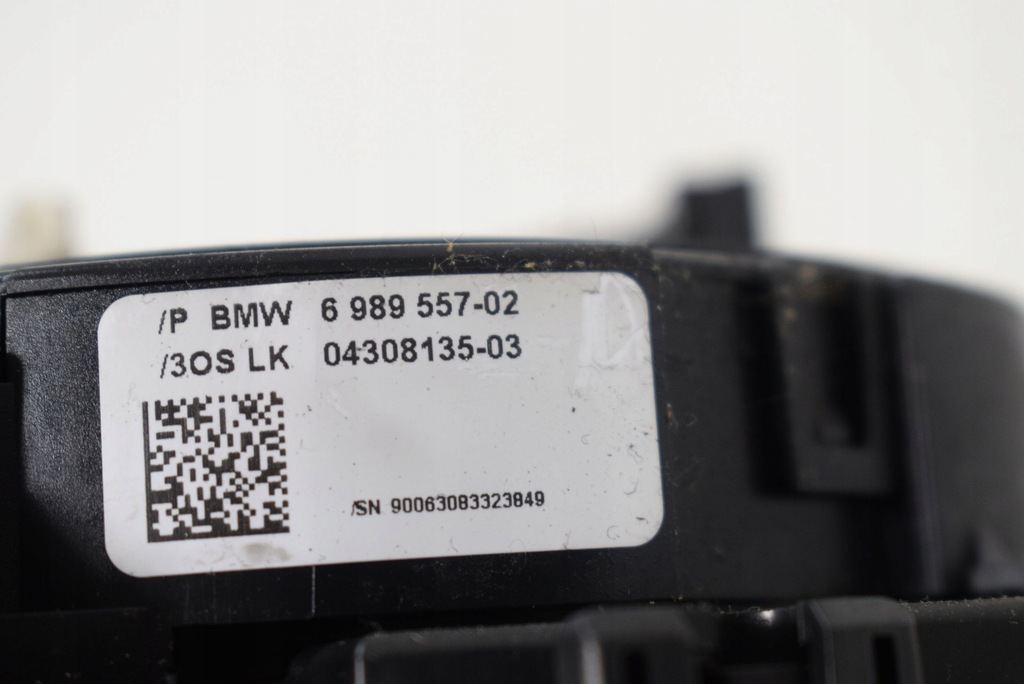 /P BMW 6 989 557-02
/3OS LK 04308135-03
/SN 90063083323849